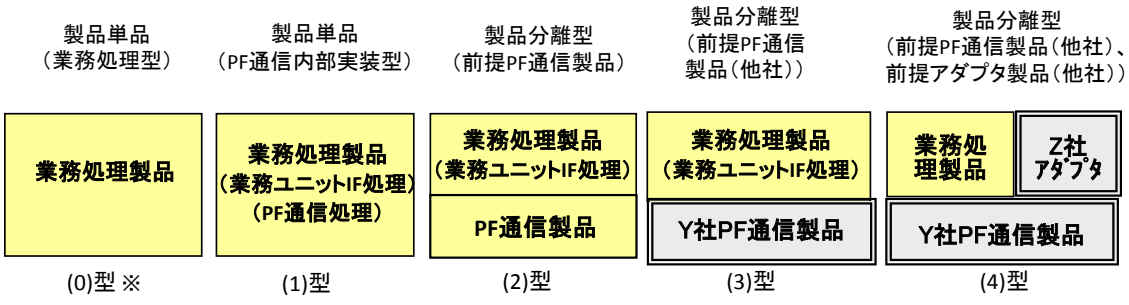 製品単品
（業務処理型）
製品単品
（PF通信内部実装型）
製品分離型
（前提PF通信製品）
製品分離型
（前提PF通信
製品（他社））
製品分離型
（前提PF通信製品（他社）、
前提アダプタ製品（他社））
業務処理製品
業務処理製品
（業務ユニットIF処理）
（PF通信処理）
業務処理製品
（業務ユニットIF処理）
PF通信製品
業務処理製品
（業務ユニットIF処理）
Y社PF通信製品
業務処
理製品
Z社
アダプタ
Y社PF通信製品
(0)型 ※
(1)型
(2)型
(3)型
(4)型